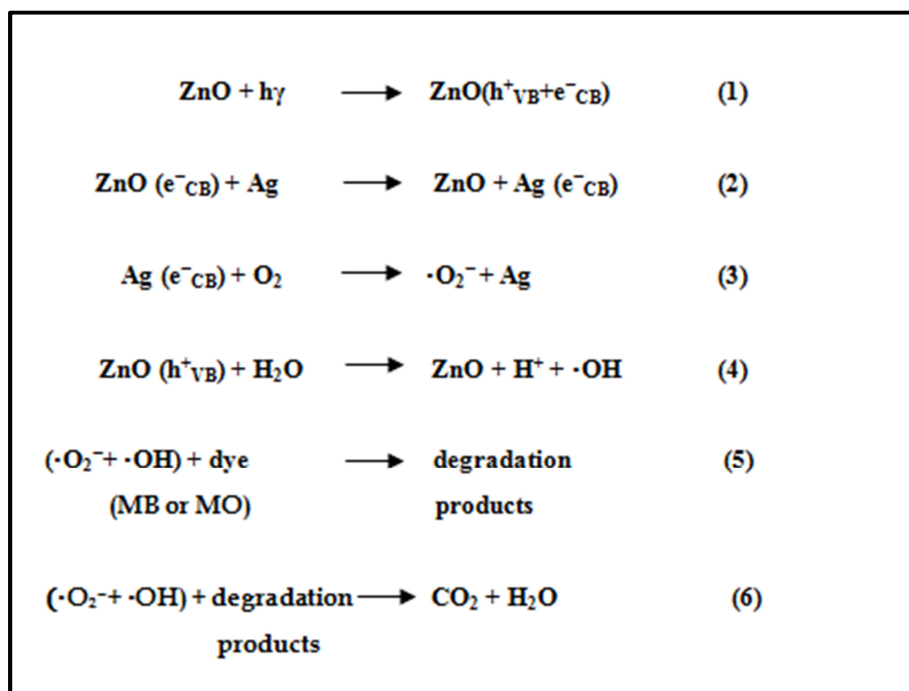 ZnO + hγ ⟶ ZnO(h⁺VB+e⁻CB) (1)
ZnO (e⁻CB) + Ag ⟶ ZnO + Ag (e⁻CB) (2)
Ag (e⁻CB) + O₂ ⟶ ·O₂⁻ + Ag (3)
ZnO (h⁺VB) + H₂O ⟶ ZnO + H⁺ + ·OH (4)
(·O₂⁻+ ·OH) + dye ⟶ degradation (5)
(MB or MO) products
(·O₂⁻+ ·OH) + degradation ⟶ CO₂ + H₂O (6)
products